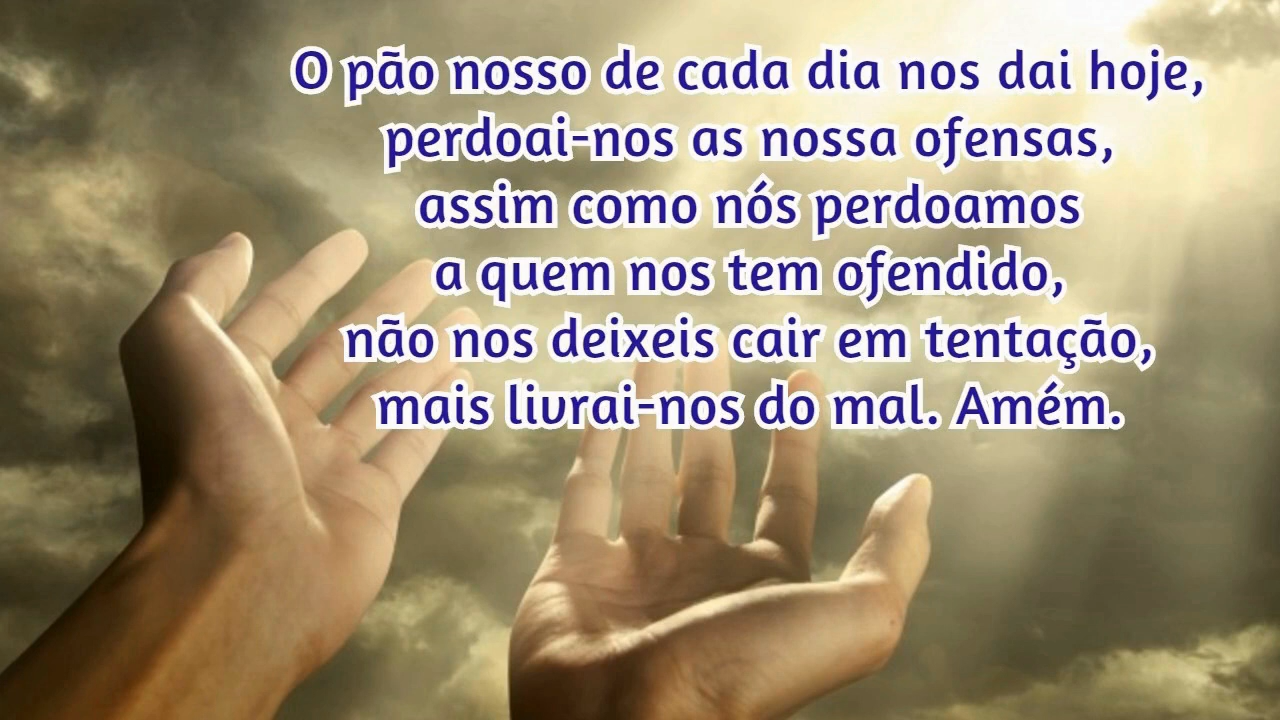 O pão nosso de cada dia nos dai hoje,
perdoai-nos as nossa ofensas,
assim como nós perdoamos
a quem nos tem ofendido,
não nos deixeis cair em tentação,
mais livrai-nos do mal. Amém.